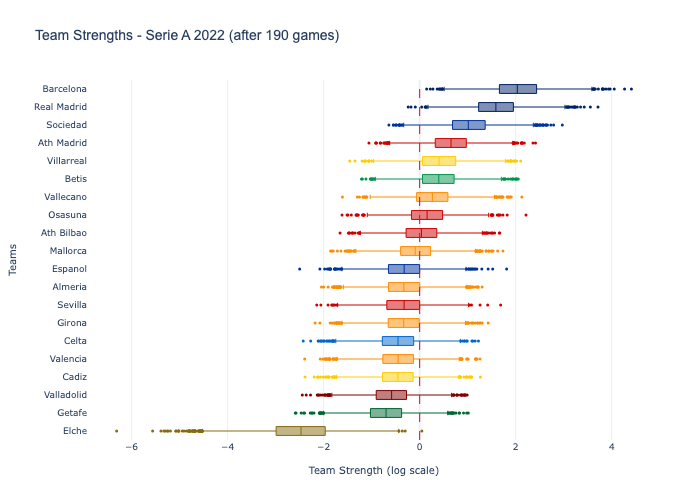 Team Strengths - Serie A 2022 (after 190 games)
Barcelona
Real Madrid
Sociedad
Ath Madrid
Villarreal
Betis
Vallecano
Osasuna
Ath Bilbao
Mallorca
Espanol
Almeria
Sevilla
Girona
Celta
Valencia
Cadiz
Valladolid
Getafe
Elche
Teams
−6 −4 −2 0 2 4
Team Strength (log scale)